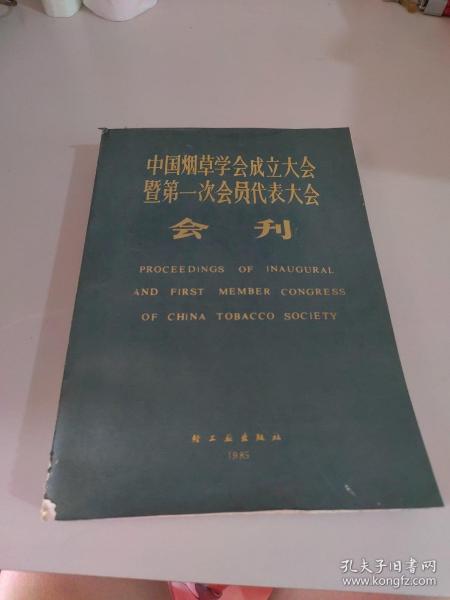 中国烟草学会成立大会
暨第一次会员代表大会
会刊
PROCEEDINGS OF INAUGURAL
AND FIRST MEMBER CONGRESS
OF CHINA TOBACCO SOCIETY
轻工业出版社
1985
孔夫子旧书网
www.kongfz.com